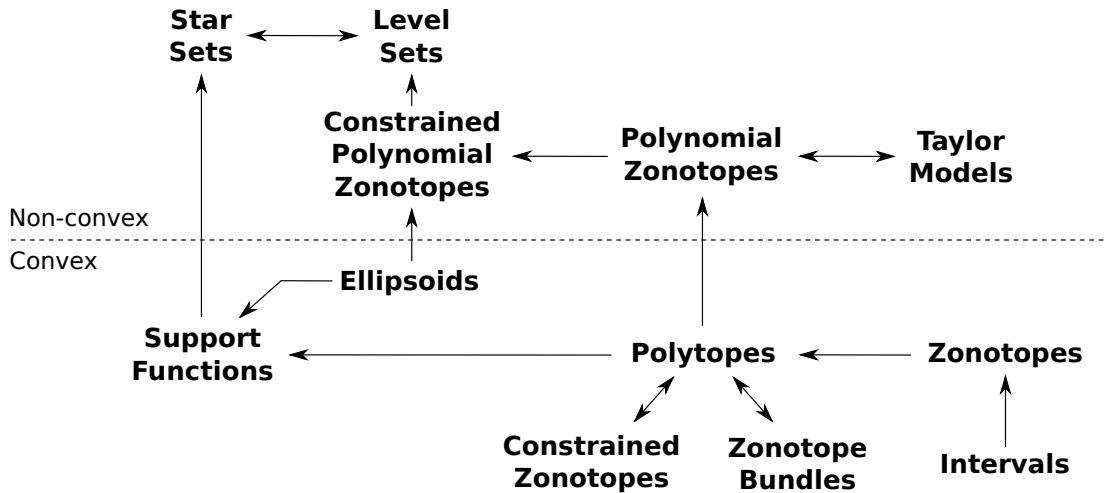 Star
Sets
Level
Sets
Constrained
Polynomial
Zonotopes
Polynomial
Zonotopes
Taylor
Models
Non-convex
Convex
Ellipsoids
Support
Functions
Polytopes
Zonotopes
Constrained
Zonotopes
Zonotope
Bundles
Intervals